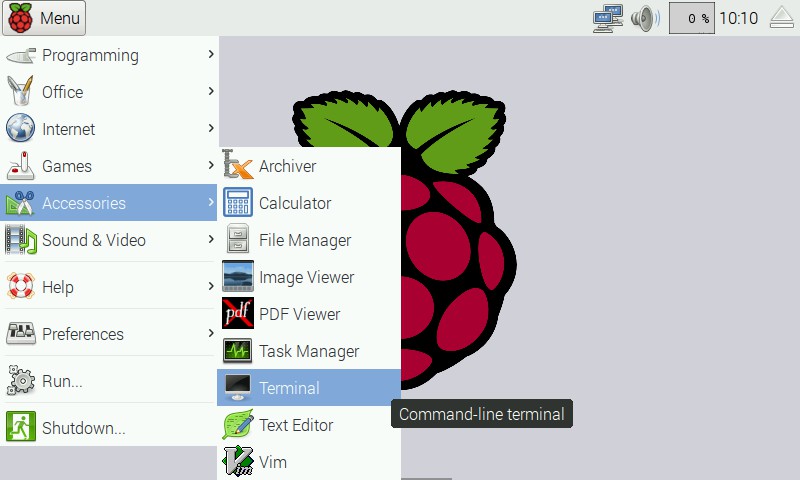 Menu
0 %
10:10
Programming
Office
Internet
Games
Accessories
Sound & Video
Help
Preferences
Run...
Shutdown...
Archiver
Calculator
File Manager
Image Viewer
pdf
PDF Viewer
Task Manager
Terminal
Command-line terminal
Text Editor
Vim
Vim